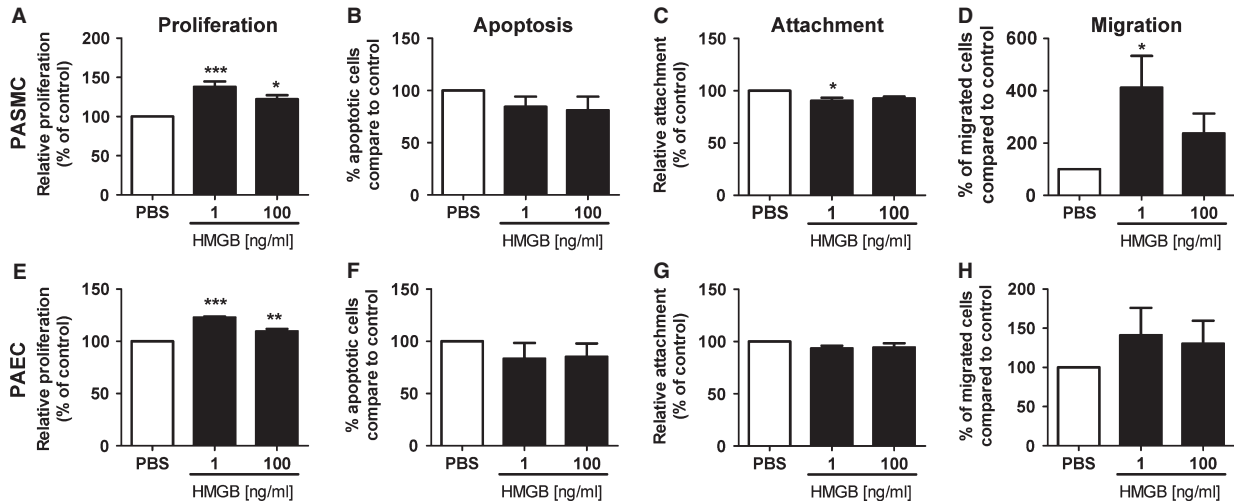 A
Proliferation
PASMC
Relative proliferation
(% of control)
200
150
100
50
0
***
*
PBS
1
100
HMGB [ng/ml]
B
Apoptosis
% apoptotic cells
compare to control
150
100
50
0
PBS
1
100
HMGB [ng/ml]
C
Attachment
Relative attachment
(% of control)
150
100
50
0
*
PBS
1
100
HMGB [ng/ml]
D
Migration
% of migrated cells
compared to control
600
400
200
0
*
PBS
1
100
HMGB [ng/ml]
E
PAEC
Relative proliferation
(% of control)
150
100
50
0
***
**
PBS
1
100
HMGB [ng/ml]
F
% apoptotic cells
compare to control
150
100
50
0
PBS
1
100
HMGB [ng/ml]
G
Relative attachment
(% of control)
150
100
50
0
PBS
1
100
HMGB [ng/ml]
H
% of migrated cells
compared to control
200
150
100
50
0
PBS
1
100
HMGB [ng/ml]